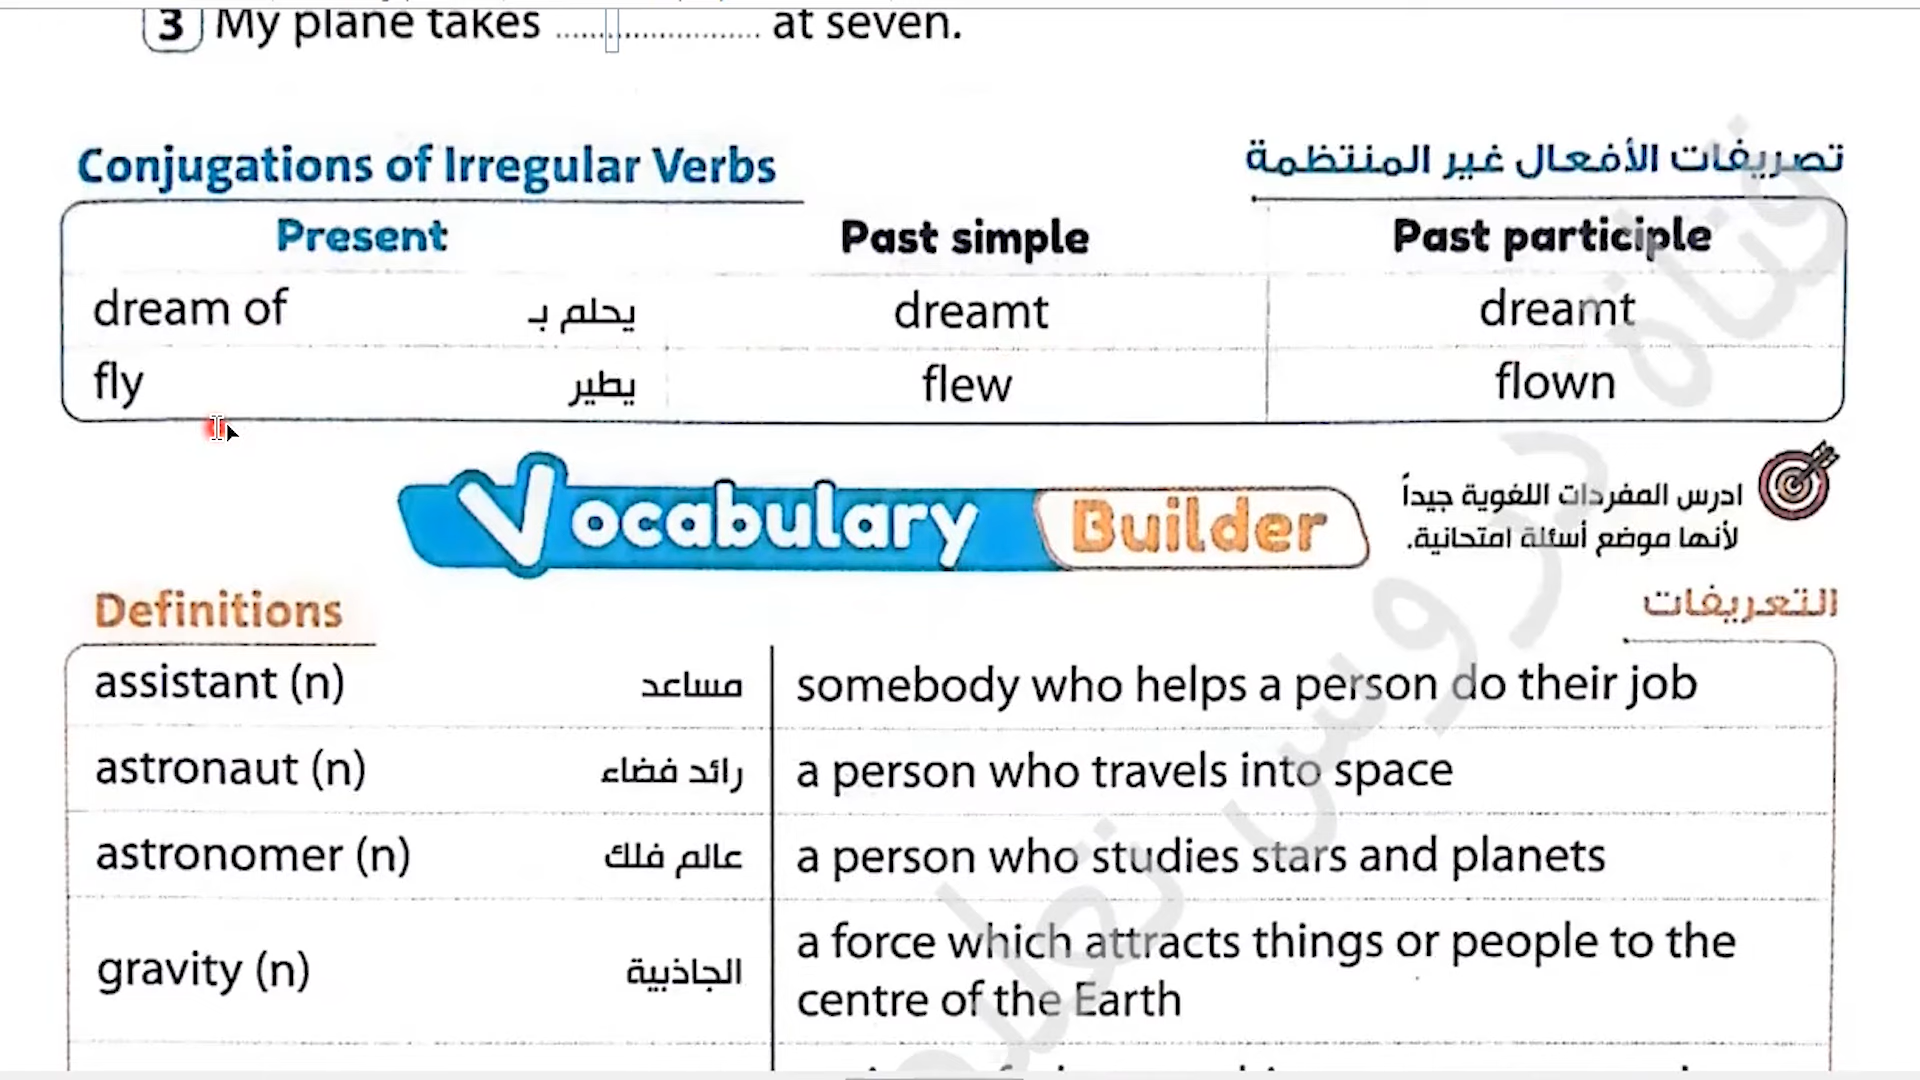 3 My plane takes ........................ at seven.
Conjugations of Irregular Verbs تصريفات الأفعال غير المنتظمة
Present Past simple Past participle
dream of يحلم بـ dreamt dreamt
fly يطير flew flown
Vocabulary Builder
ادرس المفردات اللغوية جيداً
لأنها موضع أسئلة امتحانية.
Definitions التعريفات
assistant (n) مساعد somebody who helps a person do their job
astronaut (n) رائد فضاء a person who travels into space
astronomer (n) عالم فلك a person who studies stars and planets
gravity (n) الجاذبية a force which attracts things or people to the
centre of the Earth